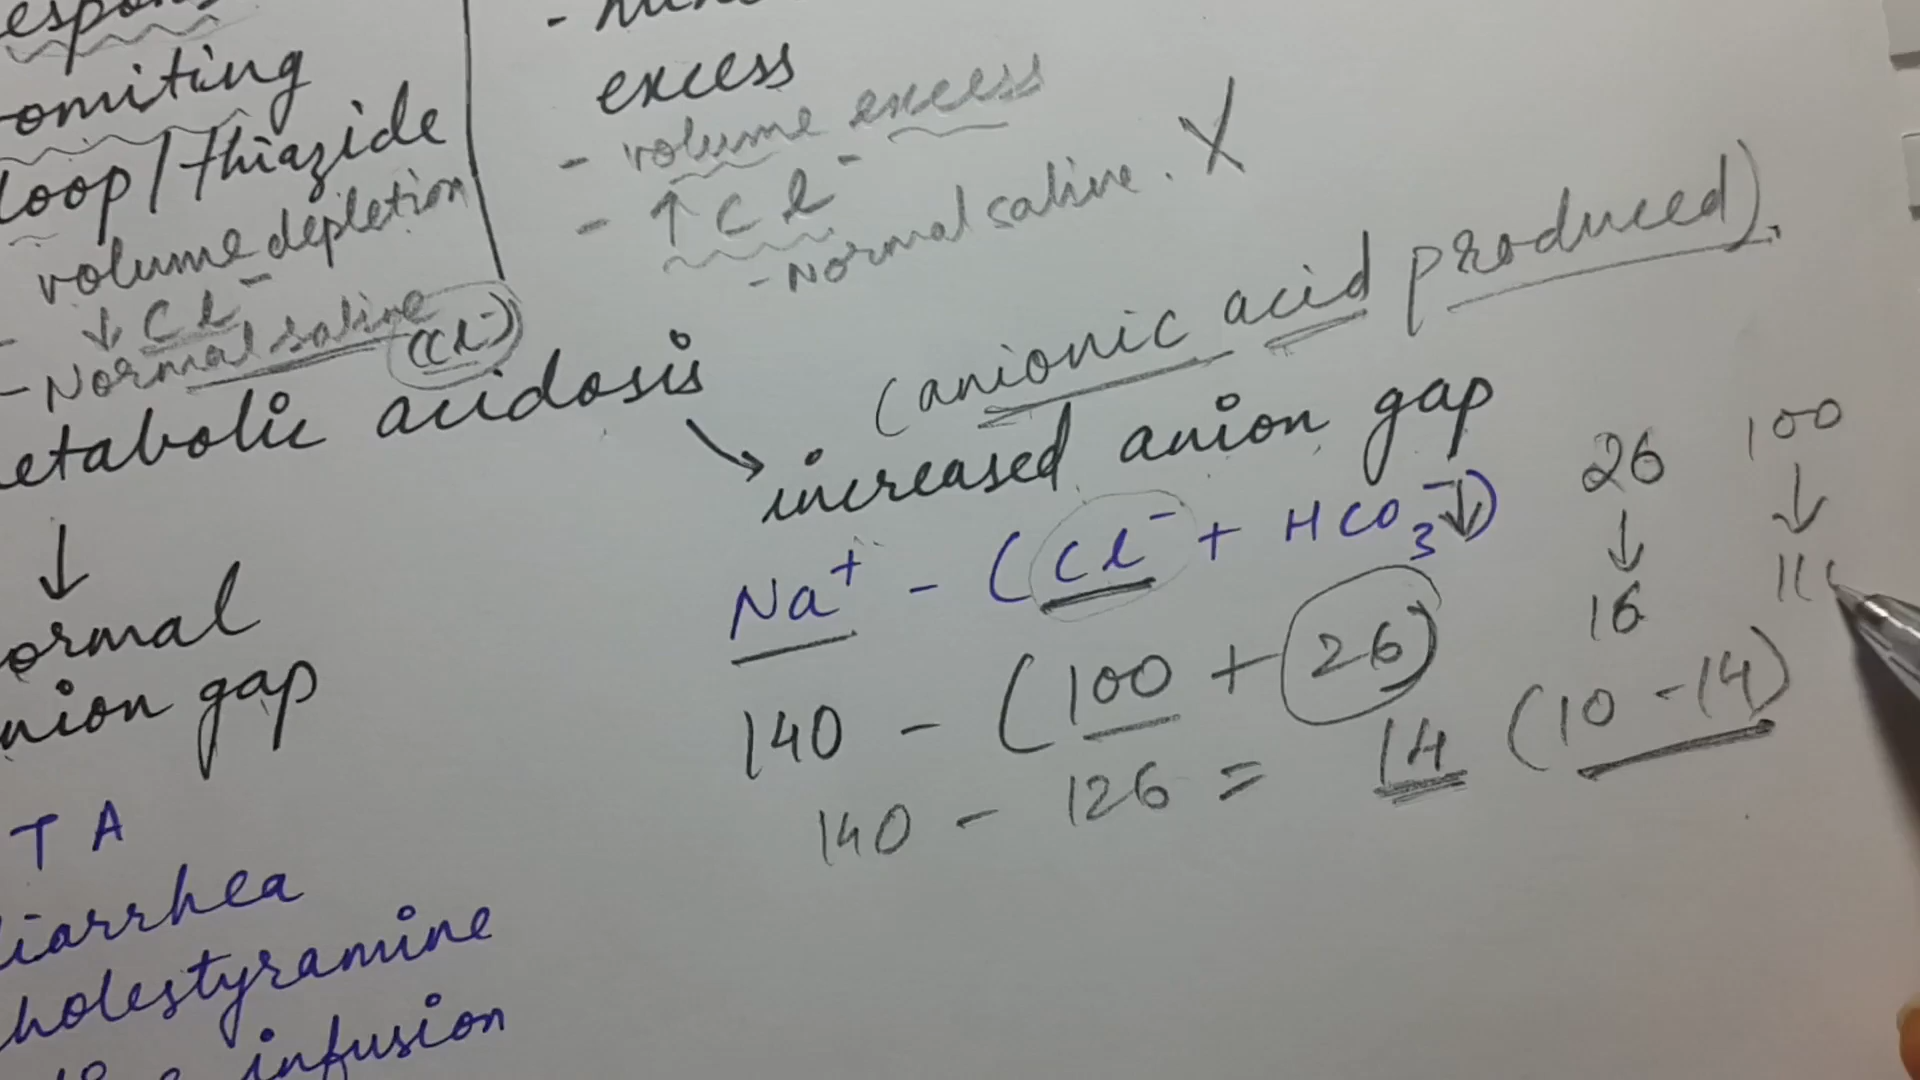 vomiting
loop/thiazide
volume depletion
- ↓ Cl⁻
- Normal saline
(Cl⁻)
excess
- volume excess
- ↑ Cl⁻
- Normal saline. X
etabolic acidosis
(anionic acid produced).
increased anion gap
Na⁺ - (Cl⁻ + HCO₃⁻↓)
140 - (100 + 26)
140 - 126 = 14 (10 - 14)
26 ↓ 16
100 ↓ 11
↓
ormal
nion gap
TA
iarrhea
holestyramine
infusion